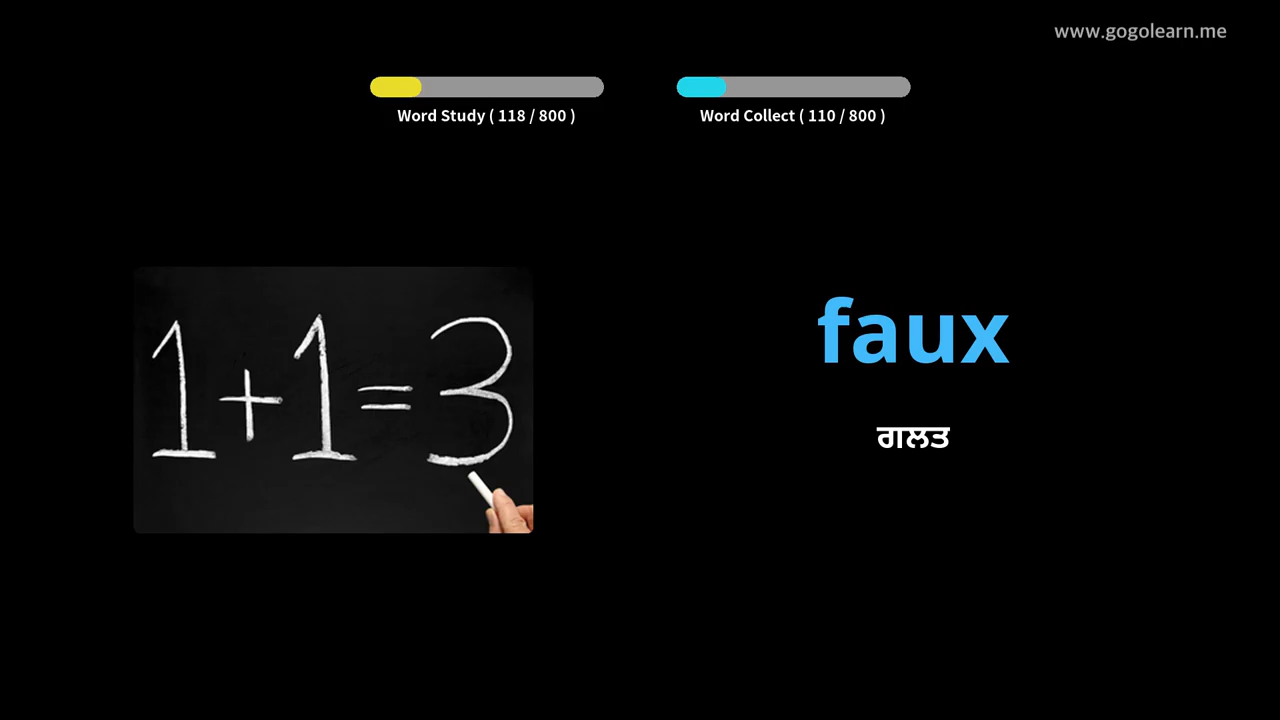 www.gogolearn.me
Word Study ( 118 / 800 )
Word Collect ( 110 / 800 )
1+1=3
faux
ਗਲਤ